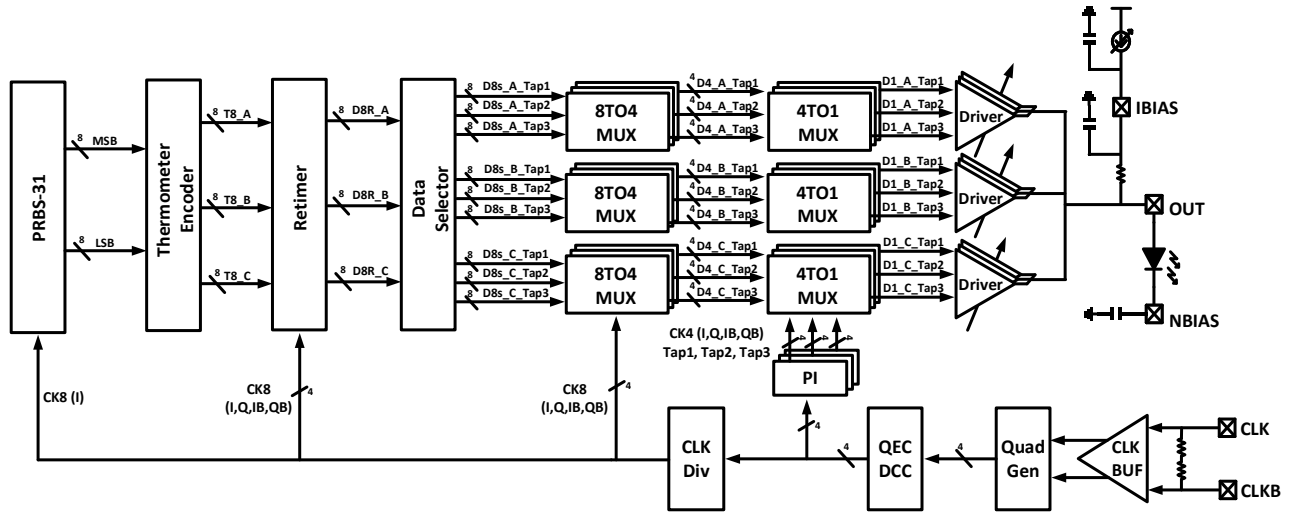 PRBS-31
8 MSB
8 LSB
Thermometer
Encoder
8 T8_A
8 T8_B
8 T8_C
Retimer
8 D8R_A
8 D8R_B
8 D8R_C
Data
Selector
8 D8s_A_Tap1
8 D8s_A_Tap2
8 D8s_A_Tap3
8 D8s_B_Tap1
8 D8s_B_Tap2
8 D8s_B_Tap3
8 D8s_C_Tap1
8 D8s_C_Tap2
8 D8s_C_Tap3
8TO4
MUX
8TO4
MUX
8TO4
MUX
4 D4_A_Tap1
4 D4_A_Tap2
4 D4_A_Tap3
4 D4_B_Tap1
4 D4_B_Tap2
4 D4_B_Tap3
4 D4_C_Tap1
4 D4_C_Tap2
4 D4_C_Tap3
4TO1
MUX
4TO1
MUX
4TO1
MUX
D1_A_Tap1
D1_A_Tap2
D1_A_Tap3
D1_B_Tap1
D1_B_Tap2
D1_B_Tap3
D1_C_Tap1
D1_C_Tap2
D1_C_Tap3
Driver
Driver
Driver
IBIAS
OUT
NBIAS
CK4 (I,Q,IB,QB)
Tap1, Tap2, Tap3
4 4 4
PI
4
CK8 (I)
CK8
(I,Q,IB,QB)
4
CK8
(I,Q,IB,QB)
4
CLK
Div
4
QEC
DCC
4
Quad
Gen
CLK
BUF
CLK
CLKB